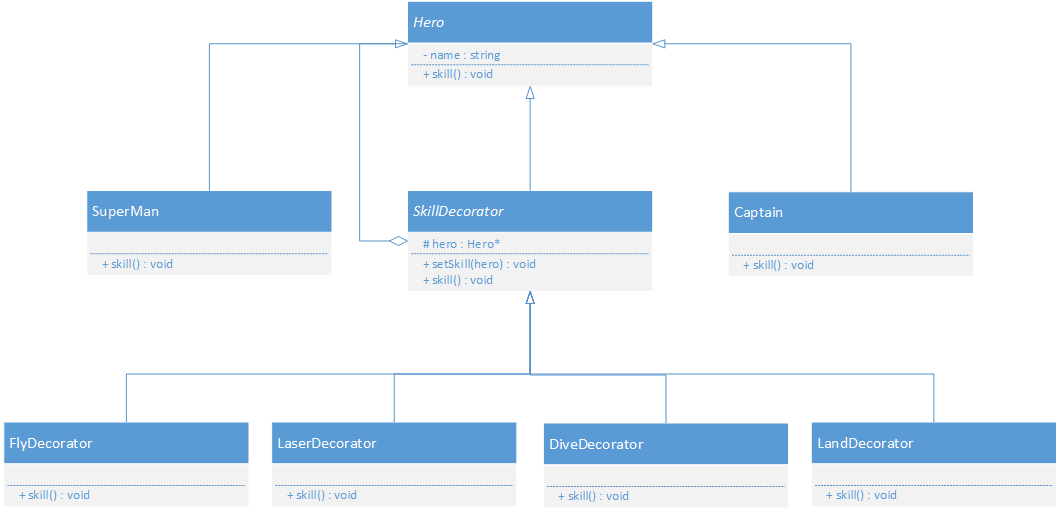 Hero
- name : string
+ skill() : void
SuperMan
+ skill() : void
SkillDecorator
# hero : Hero*
+ setSkill(hero) : void
+ skill() : void
Captain
+ skill() : void
FlyDecorator
+ skill() : void
LaserDecorator
+ skill() : void
DiveDecorator
+ skill() : void
LandDecorator
+ skill() : void